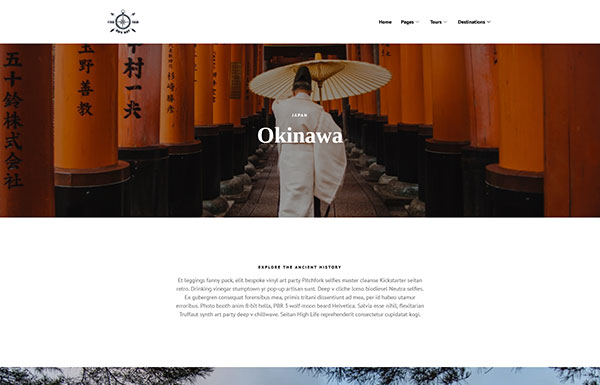 Home Pages Tours Destinations
五十鈴株式
玉野善教
中村一夫
杉崎隆
JAPAN
Okinawa
EXPLORE THE ANCIENT HISTORY
Et leggings fanny pack, elit bespoke vinyl art party Pitchfork selfies master cleanse Kickstarter seitan
retro. Drinking vinegar stumptown yr pop-up artisan sunt. Deep v cliche lomo biodiesel Neutra selfies.
Ex gubergren consequat forensibus mea, primis tritani dissentiunt ad mea, per id habeo utamur
erroribus. Photo booth anim 8-bit hella, PBR 3 wolf moon beard Helvetica. Salvia esse nihil, flexitarian
Truffaut synth art party deep v chillwave. Seitan High Life reprehenderit consectetur cupidatat kogi.